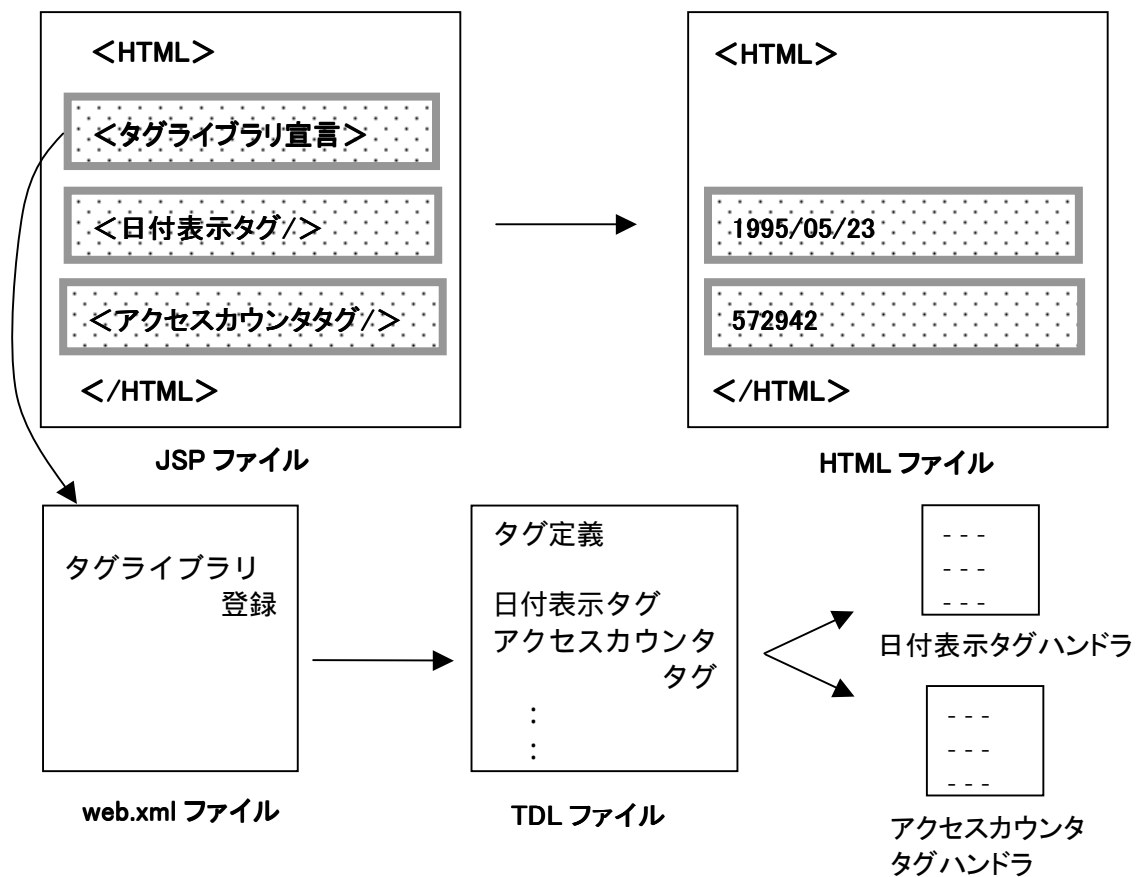 ＜HTML＞
＜タグライブラリ宣言＞
＜日付表示タグ/＞
＜アクセスカウンタタグ/＞
＜/HTML＞
JSP ファイル
＜HTML＞
1995/05/23
572942
＜/HTML＞
HTML ファイル
タグライブラリ
登録
web.xml ファイル
タグ定義
日付表示タグ
アクセスカウンタ
タグ
:
:
TDL ファイル
- - -
- - -
- - -
日付表示タグハンドラ
- - -
- - -
- - -
アクセスカウンタ
タグハンドラ